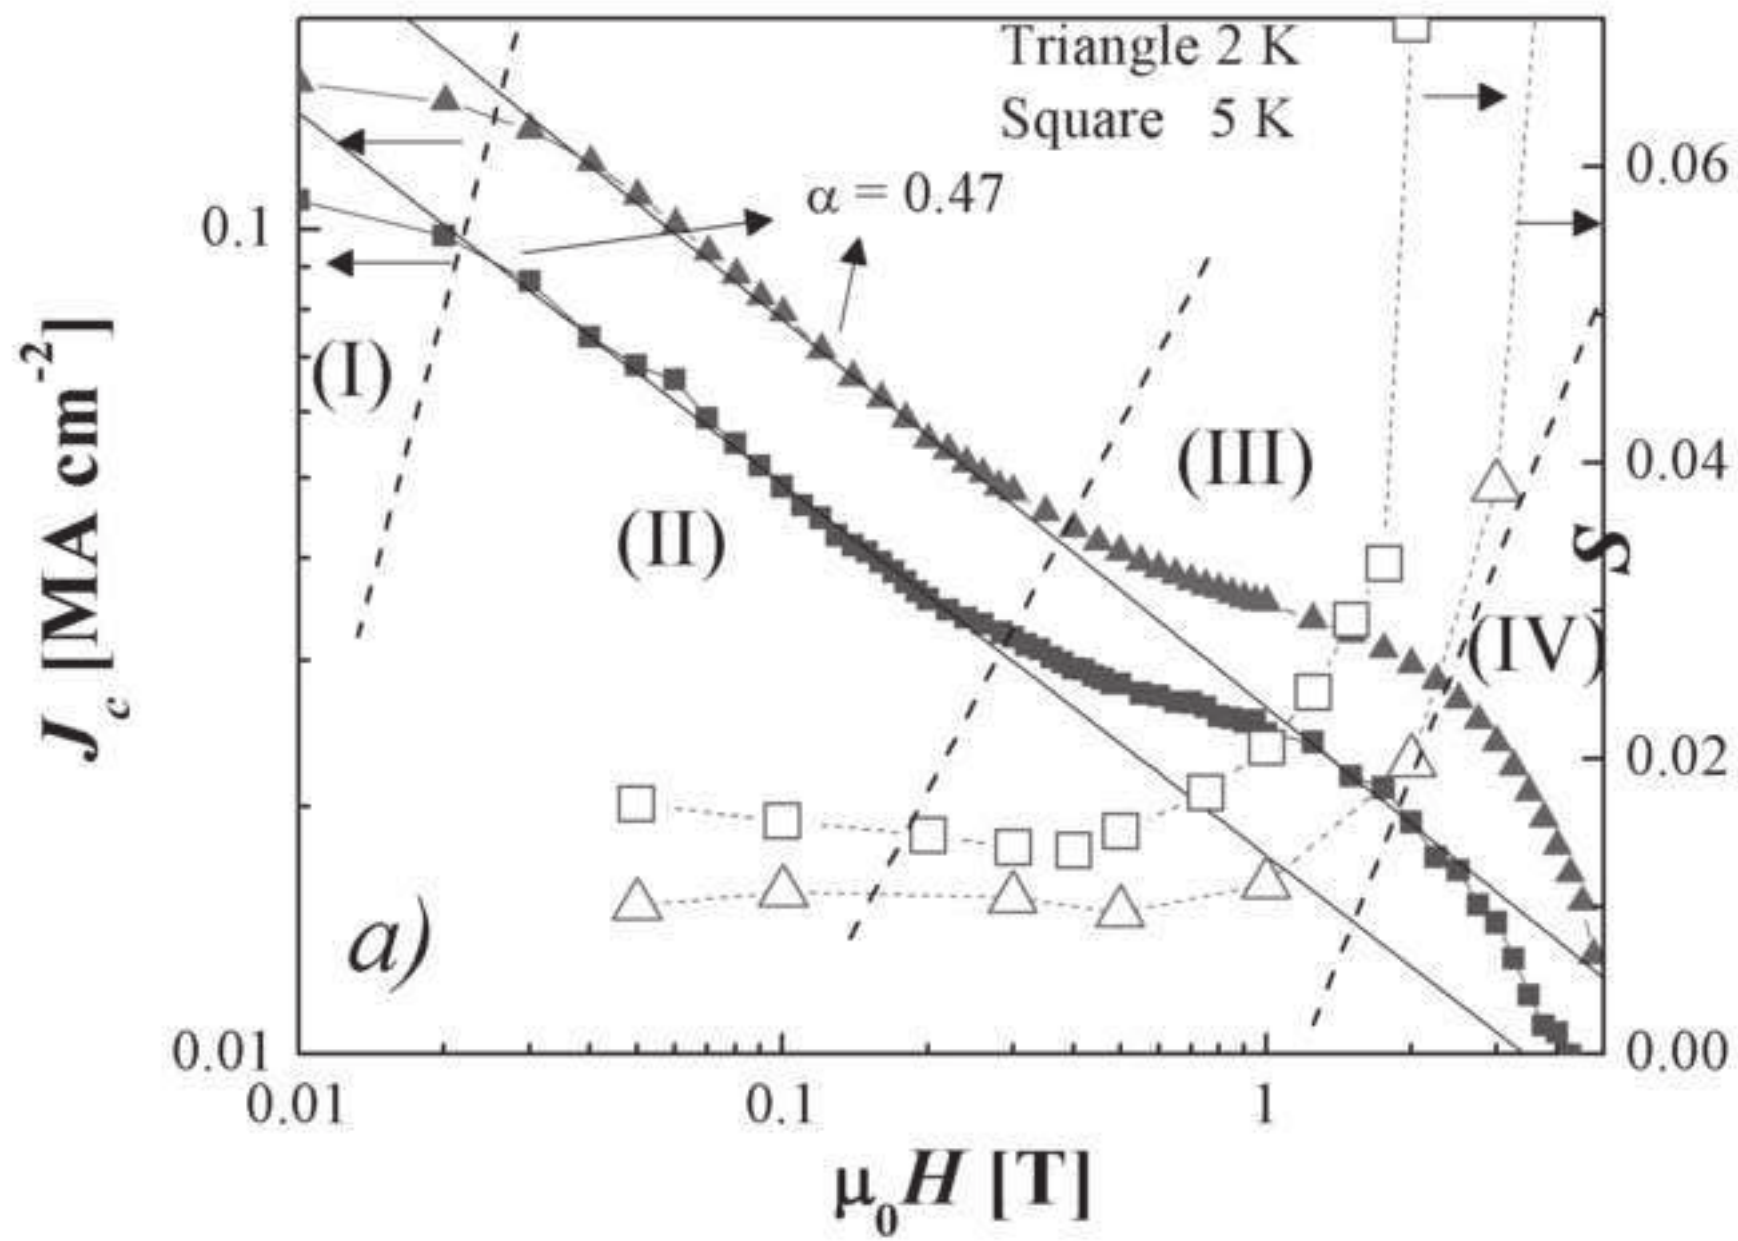 Triangle 2 K
Square 5 K
α = 0.47
0.1
0.01
J_c [MA cm^-2]
(I)
(II)
(III)
(IV)
a)
0.06
0.04
0.02
0.00
S
0.01
0.1
1
μ₀H [T]